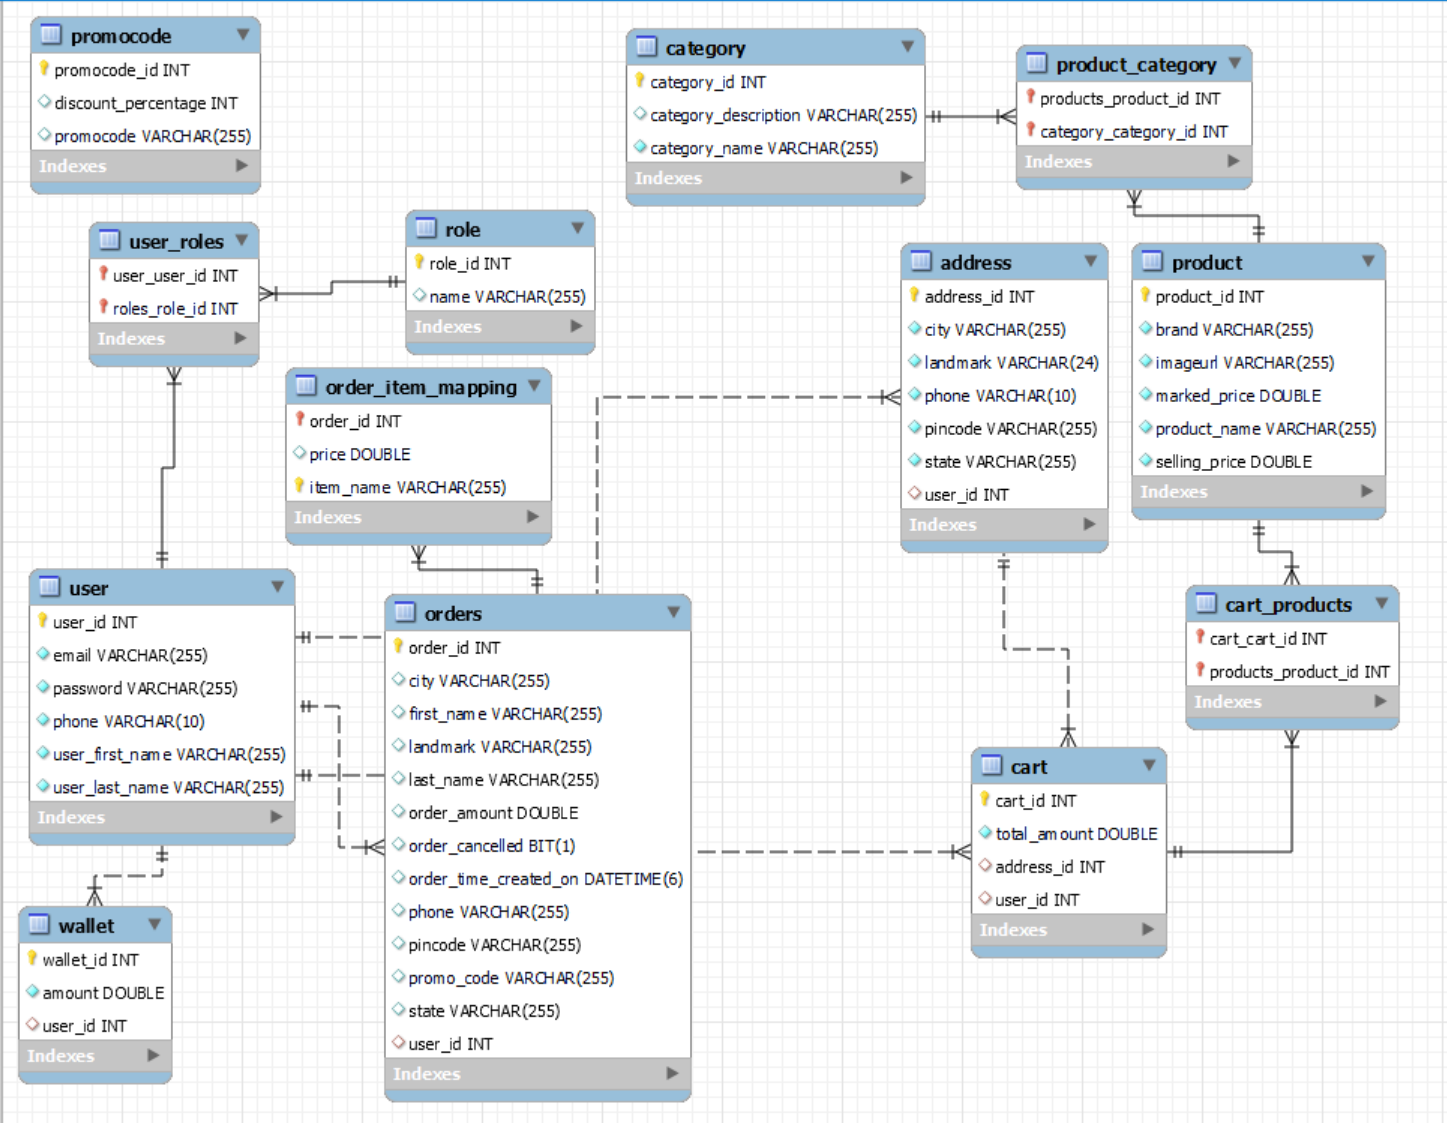 promocode
promocode_id INT
discount_percentage INT
promocode VARCHAR(255)
Indexes
category
category_id INT
category_description VARCHAR(255)
category_name VARCHAR(255)
Indexes
product_category
products_product_id INT
category_category_id INT
Indexes
user_roles
user_user_id INT
roles_role_id INT
Indexes
role
role_id INT
name VARCHAR(255)
Indexes
address
address_id INT
city VARCHAR(255)
landmark VARCHAR(24)
phone VARCHAR(10)
pincode VARCHAR(255)
state VARCHAR(255)
user_id INT
Indexes
product
product_id INT
brand VARCHAR(255)
imageurl VARCHAR(255)
marked_price DOUBLE
product_name VARCHAR(255)
selling_price DOUBLE
Indexes
order_item_mapping
order_id INT
price DOUBLE
item_name VARCHAR(255)
Indexes
user
user_id INT
email VARCHAR(255)
password VARCHAR(255)
phone VARCHAR(10)
user_first_name VARCHAR(255)
user_last_name VARCHAR(255)
Indexes
orders
order_id INT
city VARCHAR(255)
first_name VARCHAR(255)
landmark VARCHAR(255)
last_name VARCHAR(255)
order_amount DOUBLE
order_cancelled BIT(1)
order_time_created_on DATETIME(6)
phone VARCHAR(255)
pincode VARCHAR(255)
promo_code VARCHAR(255)
state VARCHAR(255)
user_id INT
Indexes
cart_products
cart_cart_id INT
products_product_id INT
Indexes
cart
cart_id INT
total_amount DOUBLE
address_id INT
user_id INT
Indexes
wallet
wallet_id INT
amount DOUBLE
user_id INT
Indexes